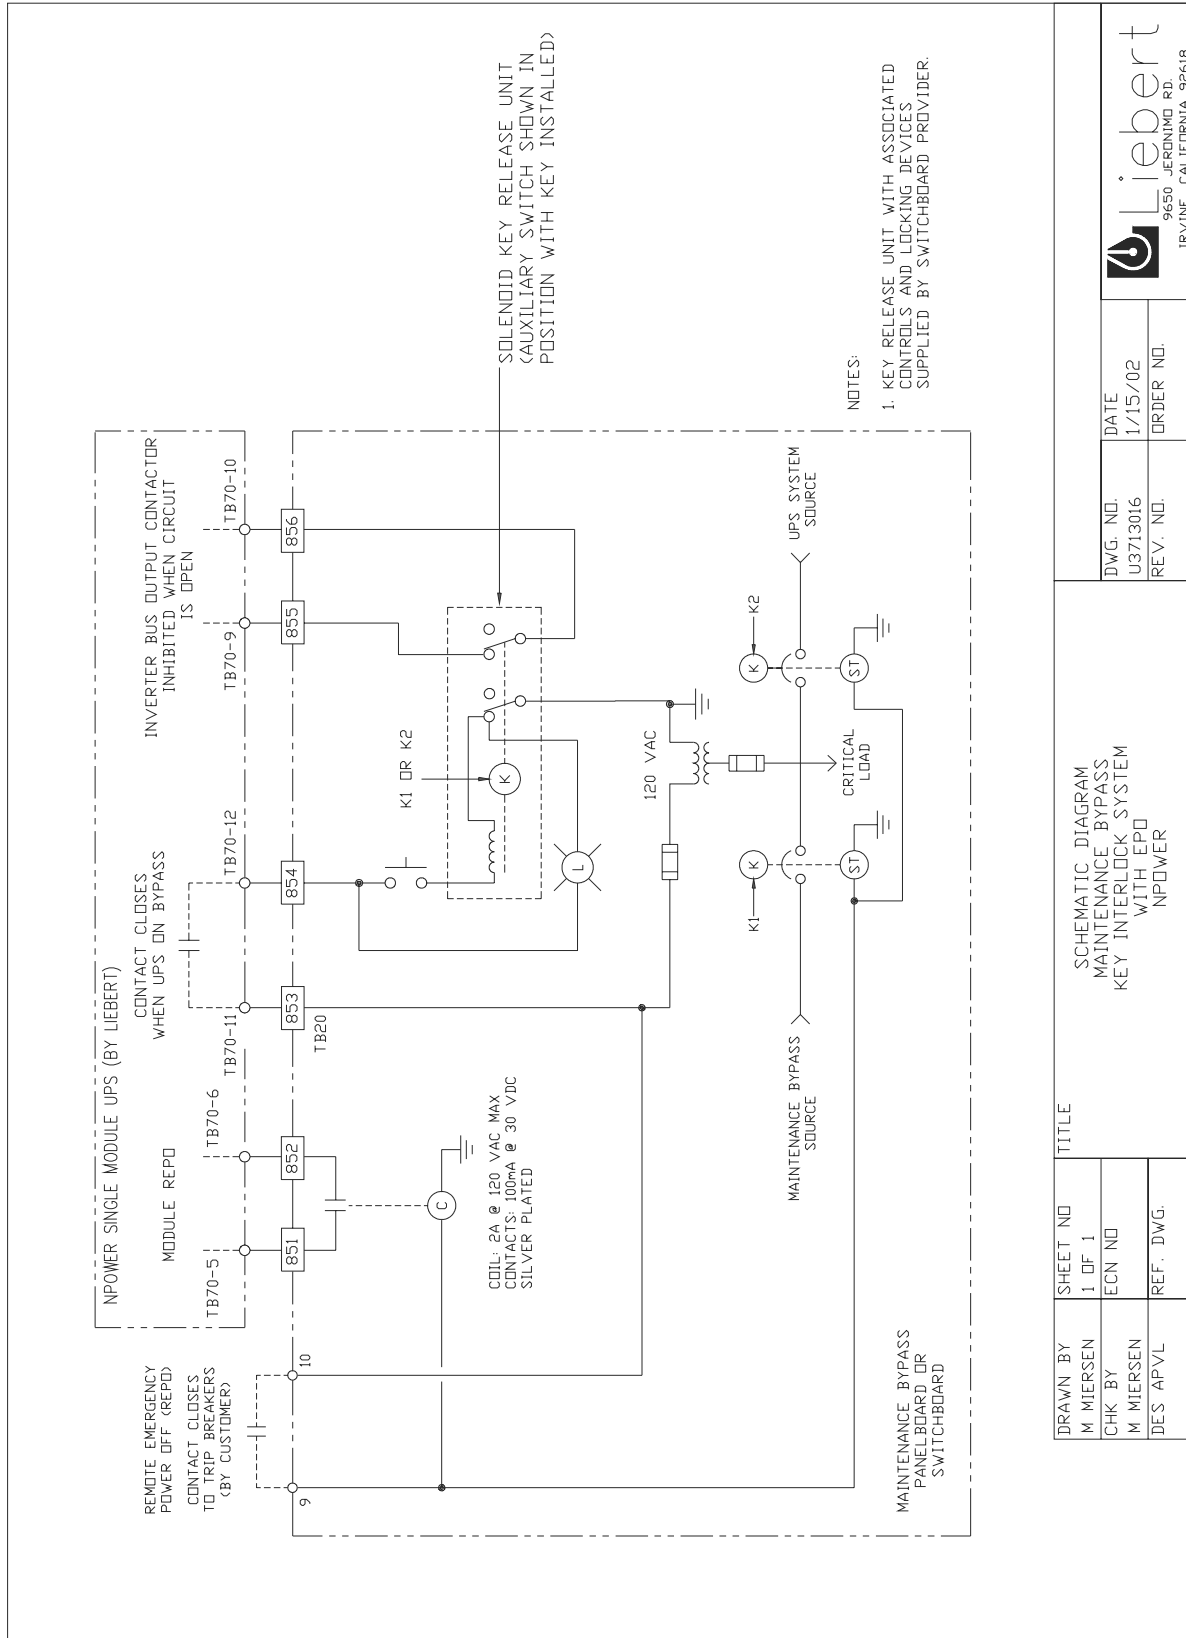 NPOWER SINGLE MODULE UPS (BY LIEBERT)
REMOTE EMERGENCY
POWER OFF (REPO)
CONTACT CLOSES
TO TRIP BREAKERS
(BY CUSTOMER)
MODULE REPO
TB70-5
TB70-6
CONTACT CLOSES
WHEN UPS ON BYPASS
TB70-11
TB70-12
INVERTER BUS OUTPUT CONTACTOR
INHIBITED WHEN CIRCUIT
IS OPEN
TB70-9
TB70-10
9
10
851
852
853
854
855
856
TB20
C
COIL: 2A @ 120 VAC MAX
CONTACTS: 100mA @ 30 VDC
SILVER PLATED
K1 OR K2
K
L
SOLENOID KEY RELEASE UNIT
(AUXILIARY SWITCH SHOWN IN
POSITION WITH KEY INSTALLED)
120 VAC
MAINTENANCE BYPASS
SOURCE
K1
K
ST
CRITICAL
LOAD
K
K2
ST
UPS SYSTEM
SOURCE
MAINTENANCE BYPASS
PANELBOARD OR
SWITCHBOARD
NOTES:
1. KEY RELEASE UNIT WITH ASSOCIATED
CONTROLS AND LOCKING DEVICES
SUPPLIED BY SWITCHBOARD PROVIDER.
DRAWN BY
M MIERSEN
CHK BY
M MIERSEN
DES APVL
SHEET NO
1 OF 1
ECN NO
REF. DWG.
TITLE
SCHEMATIC DIAGRAM
MAINTENANCE BYPASS
KEY INTERLOCK SYSTEM
WITH EPO
NPOWER
DWG. NO.
U3713016
REV. NO.
DATE
1/15/02
ORDER NO.
Liebert
9650 JERONIMO RD.
IRVINE, CALIFORNIA 92618